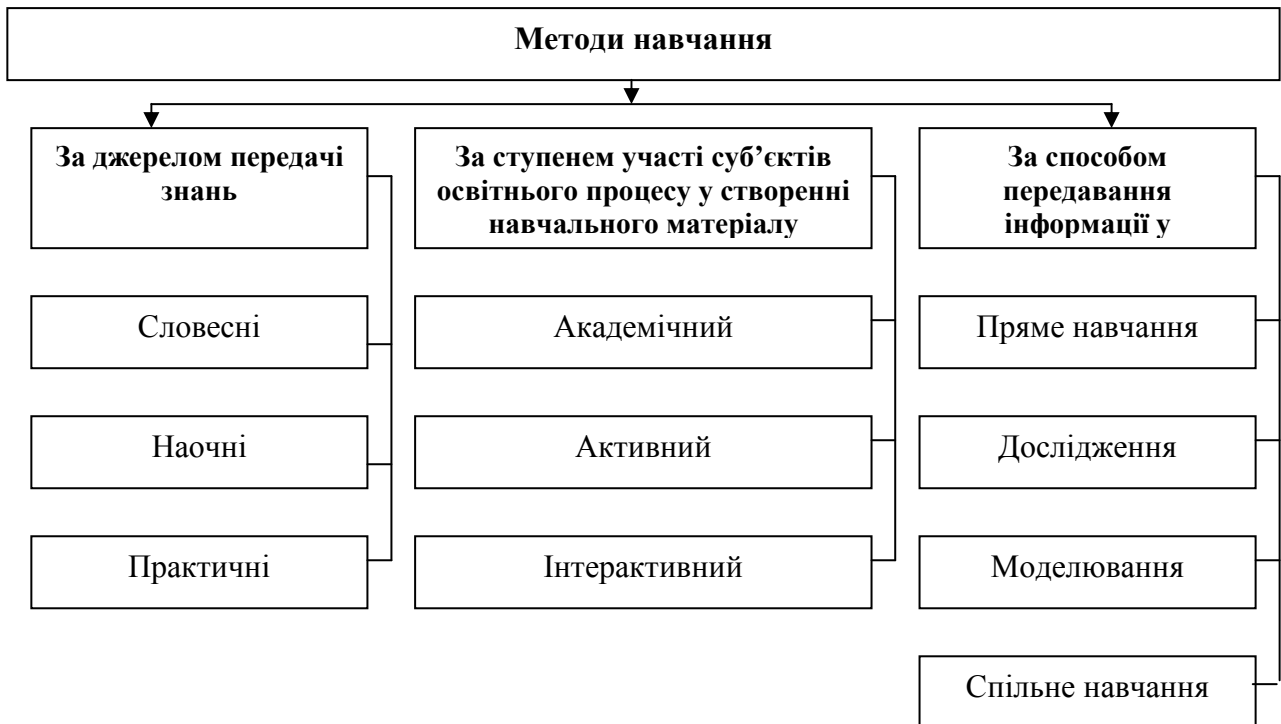 Методи навчання
За джерелом передачі
знань
За ступенем участі суб’єктів
освітнього процесу у створенні
навчального матеріалу
За способом
передавання
інформації у
Словесні
Академічний
Пряме навчання
Наочні
Активний
Дослідження
Практичні
Інтерактивний
Моделювання
Спільне навчання